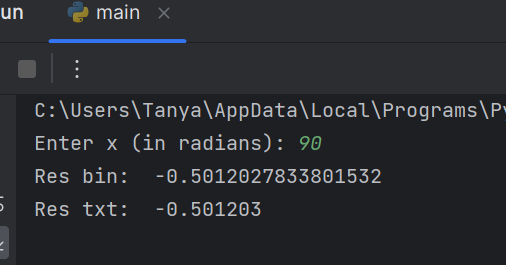 un main
C:\Users\Tanya\AppData\Local\Programs\Py
Enter x (in radians): 90
Res bin:  -0.5012027833801532
Res txt:  -0.501203